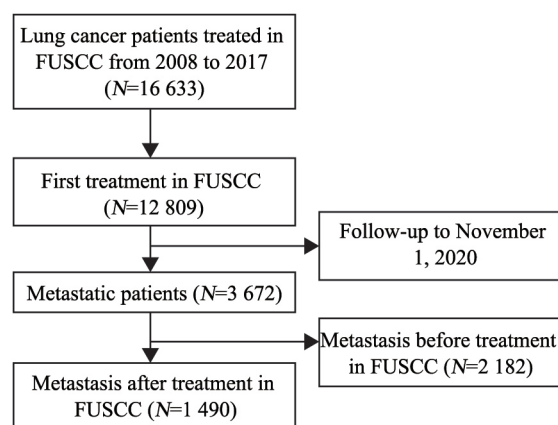 Lung cancer patients treated in
FUSCC from 2008 to 2017
(N=16 633)
First treatment in FUSCC
(N=12 809)
Follow-up to November
1, 2020
Metastatic patients (N=3 672)
Metastasis before treatment
in FUSCC (N=2 182)
Metastasis after treatment in
FUSCC (N=1 490)